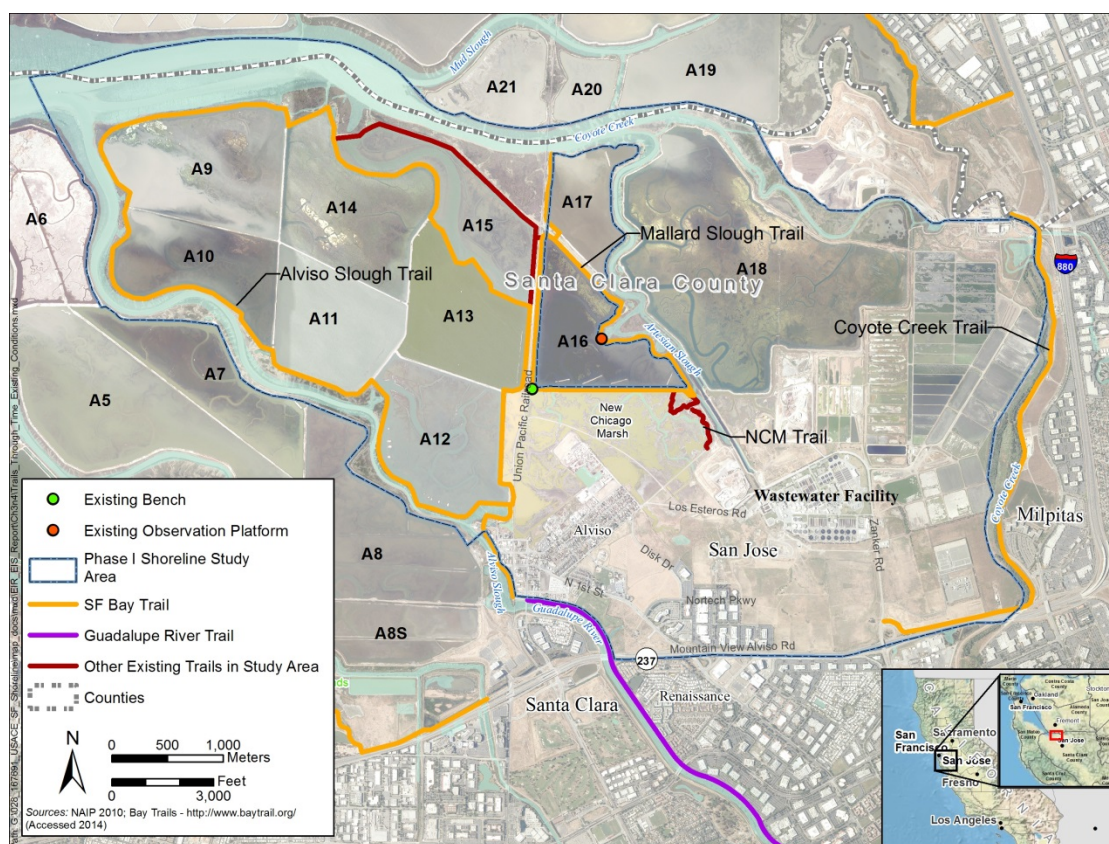 Mud Slough
A21
A20
A19
Coyote Creek
A9
A14
A17
A6
A15
Mallard Slough Trail
A10
Santa Clara County
A18
880
Alviso Slough Trail
A11
A13
A16
Artesian Slough
Coyote Creek Trail
A7
A5
A12
Union Pacific Railroad
New
Chicago
Marsh
NCM Trail
Wastewater Facility
Los Esteros Rd
Alviso
San Jose
Zanker Rd
Coyote Creek
Milpitas
Disk Dr
A8
Alviso Slough
N 1st St
Nortech Pkwy
A8S
Guadalupe River
Mountain View Alviso Rd
237
Santa Clara
Renaissance
Existing Bench
Existing Observation Platform
Phase I Shoreline Study
Area
SF Bay Trail
Guadalupe River Trail
Other Existing Trails in Study Area
Counties
N
0 500 1,000
Meters
Feet
0 3,000
Sources: NAIP 2010; Bay Trails - http://www.baytrail.org/
(Accessed 2014)
San
Francisco
Sacramento
San Jose
Fresno
Los Angeles
San Francisco
Oakland
Fremont
San Jose